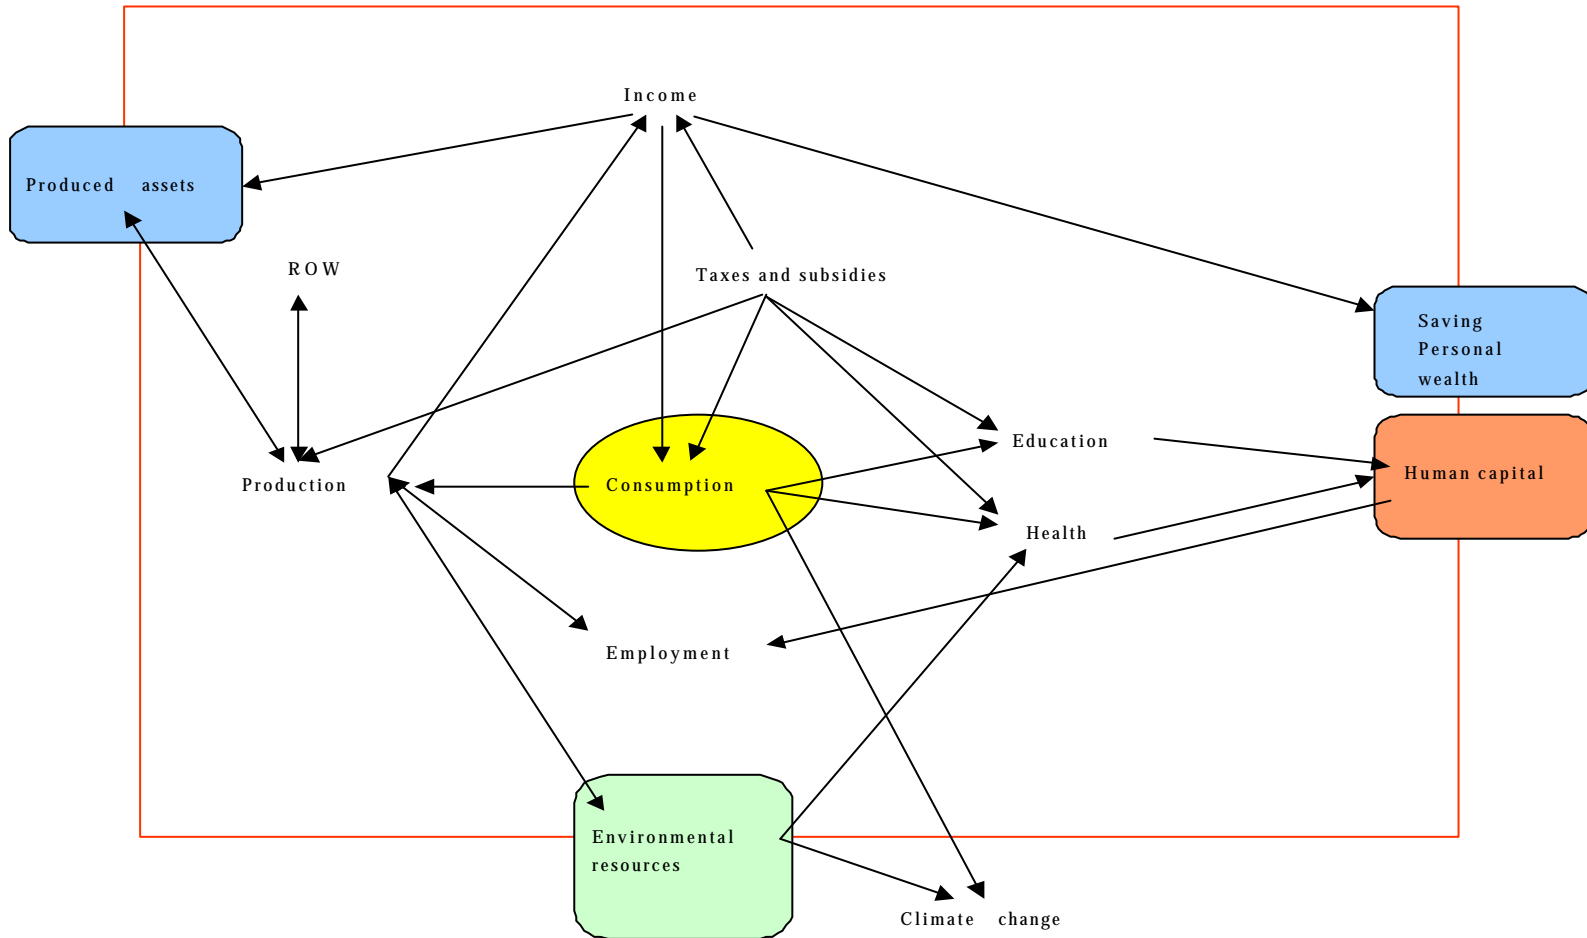 Income
Produced assets
ROW
Taxes and subsidies
Saving
Personal
wealth
Education
Human capital
Production
Consumption
Health
Employment
Environmental
resources
Climate change